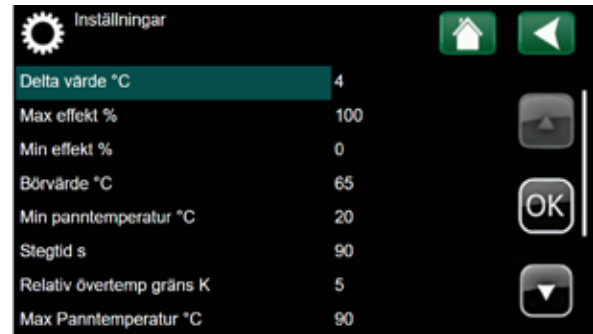 Inställningar
Delta värde °C 4
Max effekt % 100
Min effekt % 0
Börvärde °C 65
Min panntemperatur °C 20
Stegtid s 90
Relativ övertemp gräns K 5
Max Panntemperatur °C 90
OK